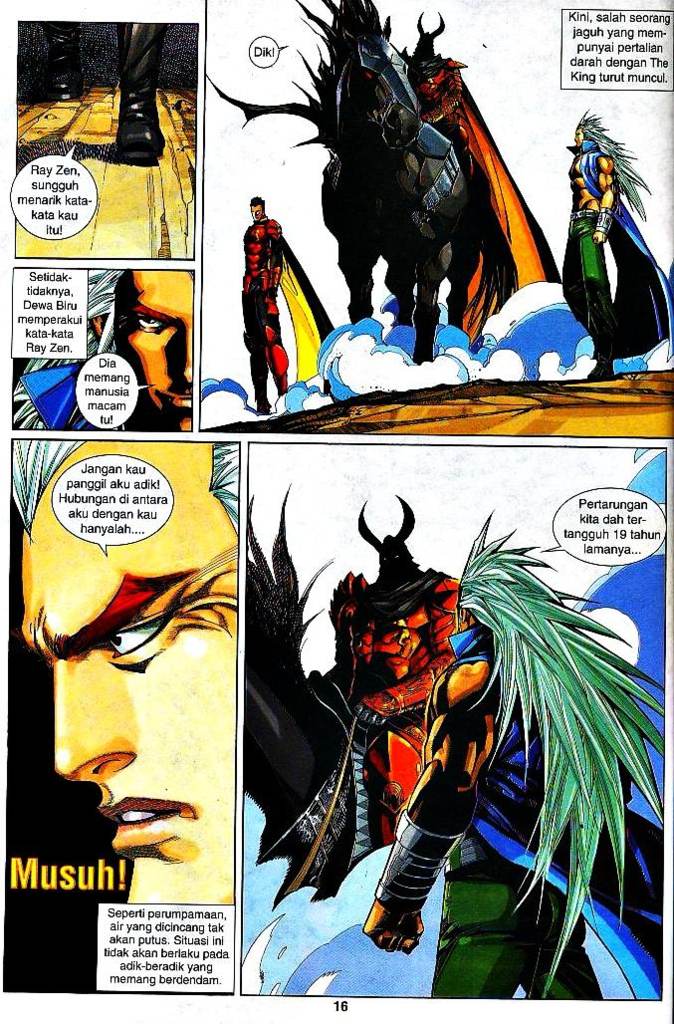 Ray Zen,
sungguh
menarik kata-
kata kau
itu!
Dik!
Kini, salah seorang
jaguh yang mem-
punyai pertalian
darah dengan The
King turut muncul.
Setidak-
tidaknya,
Dewa Biru
memperakui
kata-kata
Ray Zen.
Dia
memang
manusia
macam
tu!
Jangan kau
panggil aku adik!
Hubungan di antara
aku dengan kau
hanyalah....
Musuh!
Seperti perumpamaan,
air yang dicincang tak
akan putus. Situasi ini
tidak akan berlaku pada
adik-beradik yang
memang berdendam.
Pertarungan
kita dah ter-
tangguh 19 tahun
lamanya...
16